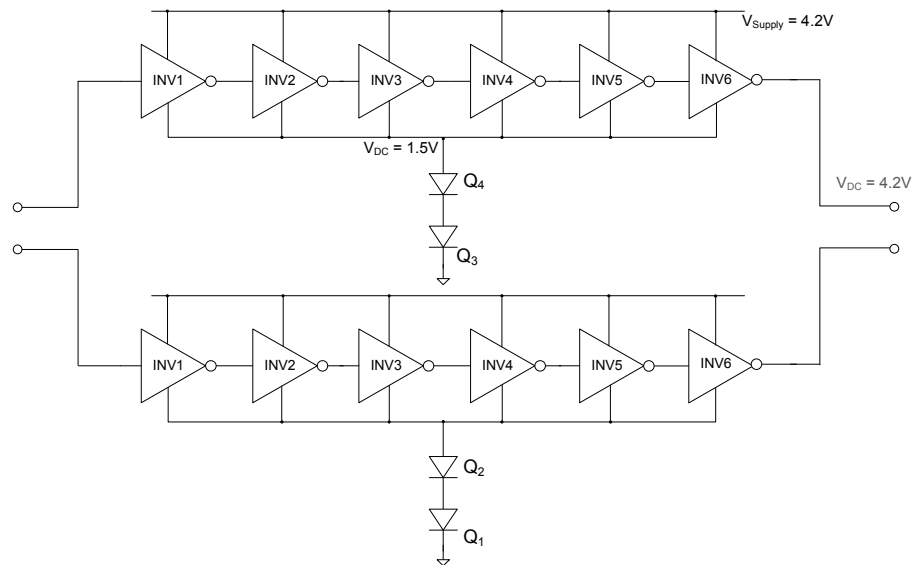 V_Supply = 4.2V
INV1 INV2 INV3 INV4 INV5 INV6
V_DC = 1.5V
Q_4
V_DC = 4.2V
Q_3
INV1 INV2 INV3 INV4 INV5 INV6
Q_2
Q_1